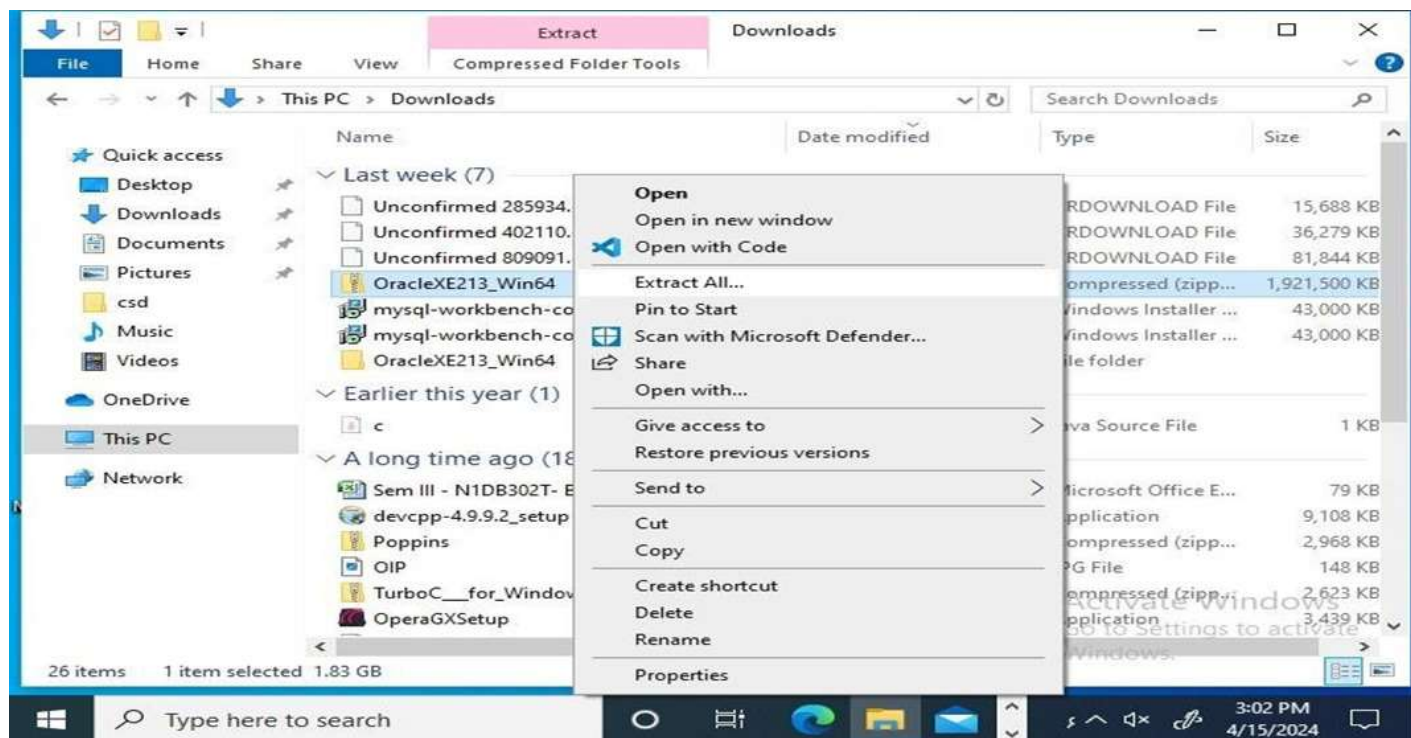 Extract Downloads
File Home Share View Compressed Folder Tools
This PC > Downloads Search Downloads
Name Date modified Type Size
Quick access
Desktop
Downloads
Documents
Pictures
csd
Music
Videos
OneDrive
This PC
Network
Last week (7)
Unconfirmed 285934. RDOWNLOAD File 15,688 KB
Unconfirmed 402110. RDOWNLOAD File 36,279 KB
Unconfirmed 809091. RDOWNLOAD File 81,844 KB
OracleXE213_Win64 ompressed (zipp... 1,921,500 KB
mysql-workbench-co Vindows Installer ... 43,000 KB
mysql-workbench-co Vindows Installer ... 43,000 KB
OracleXE213_Win64 ile folder
Earlier this year (1)
c ava Source File 1 KB
A long time ago (18
Sem III - N1DB302T- E Microsoft Office E... 79 KB
devcpp-4.9.9.2_setup pplication 9,108 KB
Poppins ompressed (zipp... 2,968 KB
OIP PG File 148 KB
TurboC___for_Window ompressed (zipp... 2,623 KB
OperaGXSetup pplication 3,439 KB
Open
Open in new window
Open with Code
Extract All...
Pin to Start
Scan with Microsoft Defender...
Share
Open with...
Give access to
Restore previous versions
Send to
Cut
Copy
Create shortcut
Delete
Rename
Properties
Activate Windows
Go to Settings to activate
Windows.
26 items 1 item selected 1.83 GB
Type here to search
3:02 PM
4/15/2024